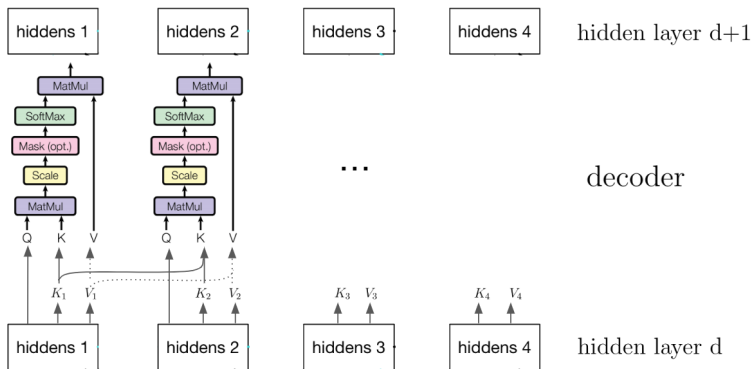 hiddens 1 hiddens 2 hiddens 3 hiddens 4 hidden layer d+1
MatMul MatMul
SoftMax SoftMax
Mask (opt.) Mask (opt.)
... decoder
Scale Scale
MatMul MatMul
Q K V Q K V
K₁ V₁ K₂ V₂ K₃ V₃ K₄ V₄
hiddens 1 hiddens 2 hiddens 3 hiddens 4 hidden layer d